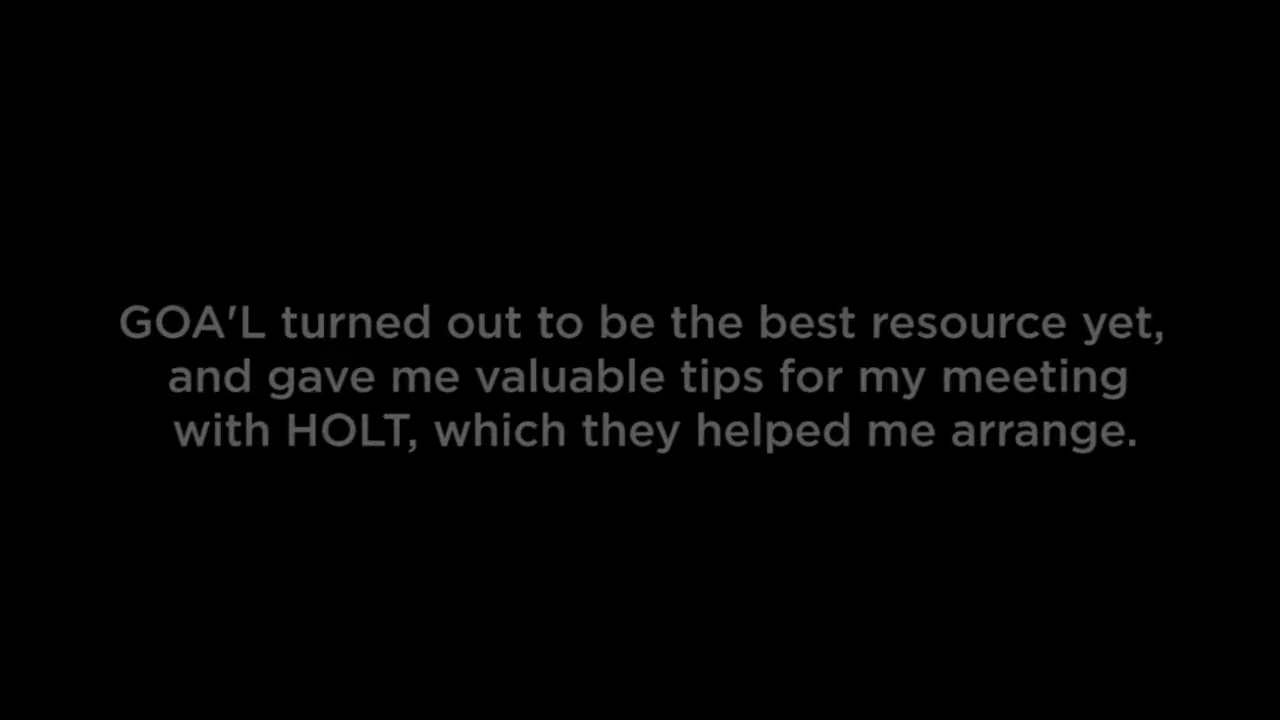 GOA'L turned out to be the best resource yet,
and gave me valuable tips for my meeting
with HOLT, which they helped me arrange.